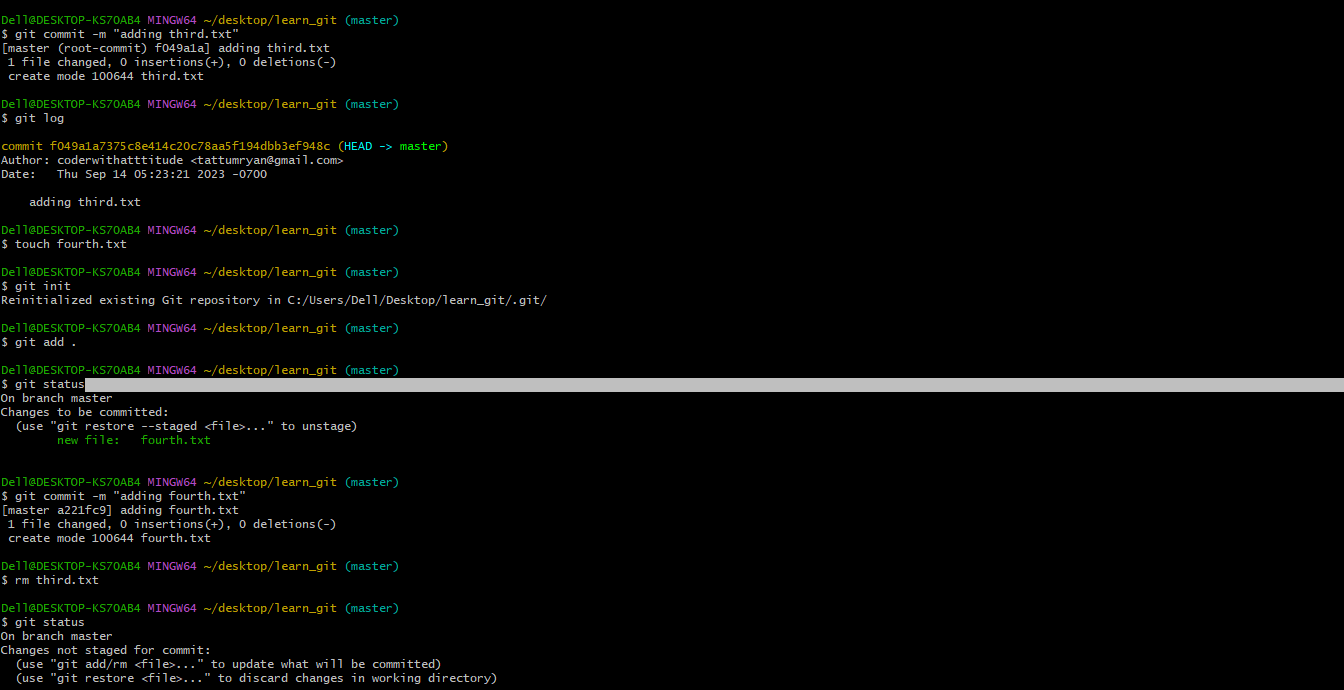 Dell@DESKTOP-KS7OAB4 MINGW64 ~/desktop/learn_git (master)
$ git commit -m "adding third.txt"
[master (root-commit) f049a1a] adding third.txt
 1 file changed, 0 insertions(+), 0 deletions(-)
 create mode 100644 third.txt
Dell@DESKTOP-KS7OAB4 MINGW64 ~/desktop/learn_git (master)
$ git log
commit f049a1a7375c8e414c20c78aa5f194dbb3ef948c (HEAD -> master)
Author: coderwithatttitude <tattumryan@gmail.com>
Date:   Thu Sep 14 05:23:21 2023 -0700
    adding third.txt
Dell@DESKTOP-KS7OAB4 MINGW64 ~/desktop/learn_git (master)
$ touch fourth.txt
Dell@DESKTOP-KS7OAB4 MINGW64 ~/desktop/learn_git (master)
$ git init
Reinitialized existing Git repository in C:/Users/Dell/Desktop/learn_git/.git/
Dell@DESKTOP-KS7OAB4 MINGW64 ~/desktop/learn_git (master)
$ git add .
Dell@DESKTOP-KS7OAB4 MINGW64 ~/desktop/learn_git (master)
$ git status
On branch master
Changes to be committed:
  (use "git restore --staged <file>..." to unstage)
        new file:   fourth.txt
Dell@DESKTOP-KS7OAB4 MINGW64 ~/desktop/learn_git (master)
$ git commit -m "adding fourth.txt"
[master a221fc9] adding fourth.txt
 1 file changed, 0 insertions(+), 0 deletions(-)
 create mode 100644 fourth.txt
Dell@DESKTOP-KS7OAB4 MINGW64 ~/desktop/learn_git (master)
$ rm third.txt
Dell@DESKTOP-KS7OAB4 MINGW64 ~/desktop/learn_git (master)
$ git status
On branch master
Changes not staged for commit:
  (use "git add/rm <file>..." to update what will be committed)
  (use "git restore <file>..." to discard changes in working directory)